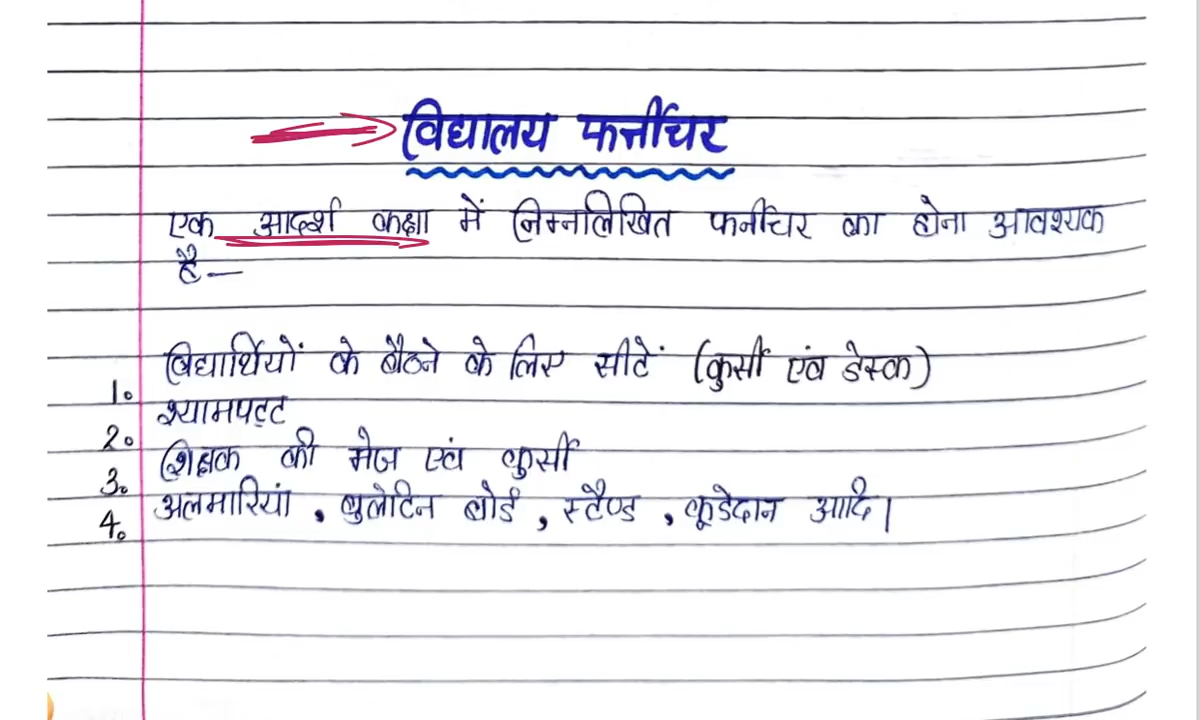 विद्यालय फर्नीचर
एक आदर्श कक्षा में निम्नलिखित फर्नीचर का होना आवश्यक
है —
1. विद्यार्थियों के बैठने के लिए सीटें (कुर्सी एवं डेस्क)
2. श्यामपट्ट
3. शिक्षक की मेज एवं कुर्सी
4. अलमारियां , बुलेटिन बोर्ड , स्टैण्ड , कूडेदान आदि।